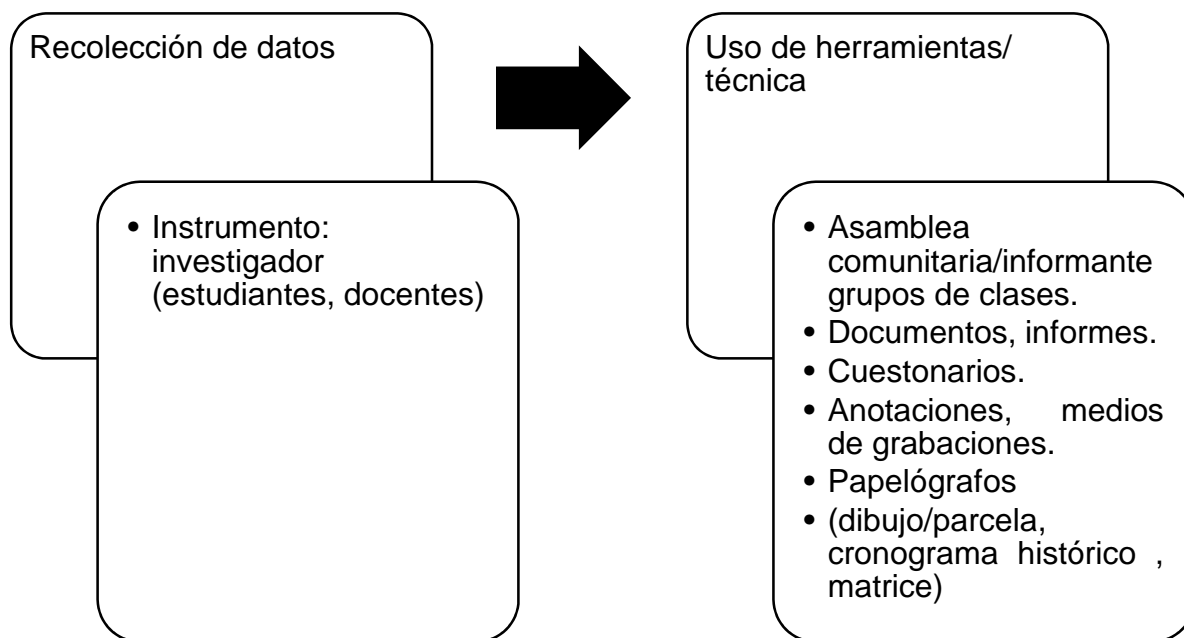 Recolección de datos
• Instrumento:
investigador
(estudiantes, docentes)
Uso de herramientas/
técnica
• Asamblea
comunitaria/informante
grupos de clases.
• Documentos, informes.
• Cuestonarios.
• Anotaciones, medios
de grabaciones.
• Papelógrafos
• (dibujo/parcela,
cronograma histórico ,
matrice)